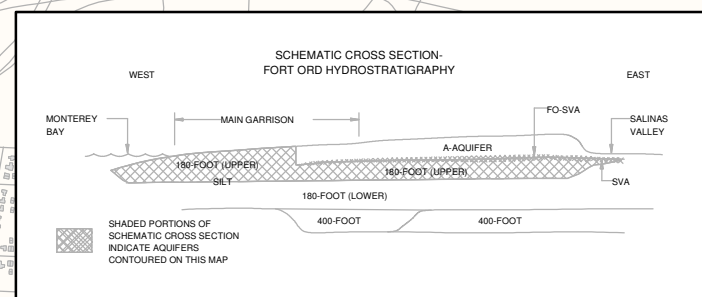 SCHEMATIC CROSS SECTION-
FORT ORD HYDROSTRATIGRAPHY
WEST
EAST
FO-SVA
MONTEREY
BAY
MAIN GARRISON
SALINAS
VALLEY
A-AQUIFER
180-FOOT (UPPER)
180-FOOT (UPPER)
SILT
SVA
180-FOOT (LOWER)
400-FOOT
400-FOOT
SHADED PORTIONS OF
SCHEMATIC CROSS SECTION
INDICATE AQUIFERS
CONTOURED ON THIS MAP